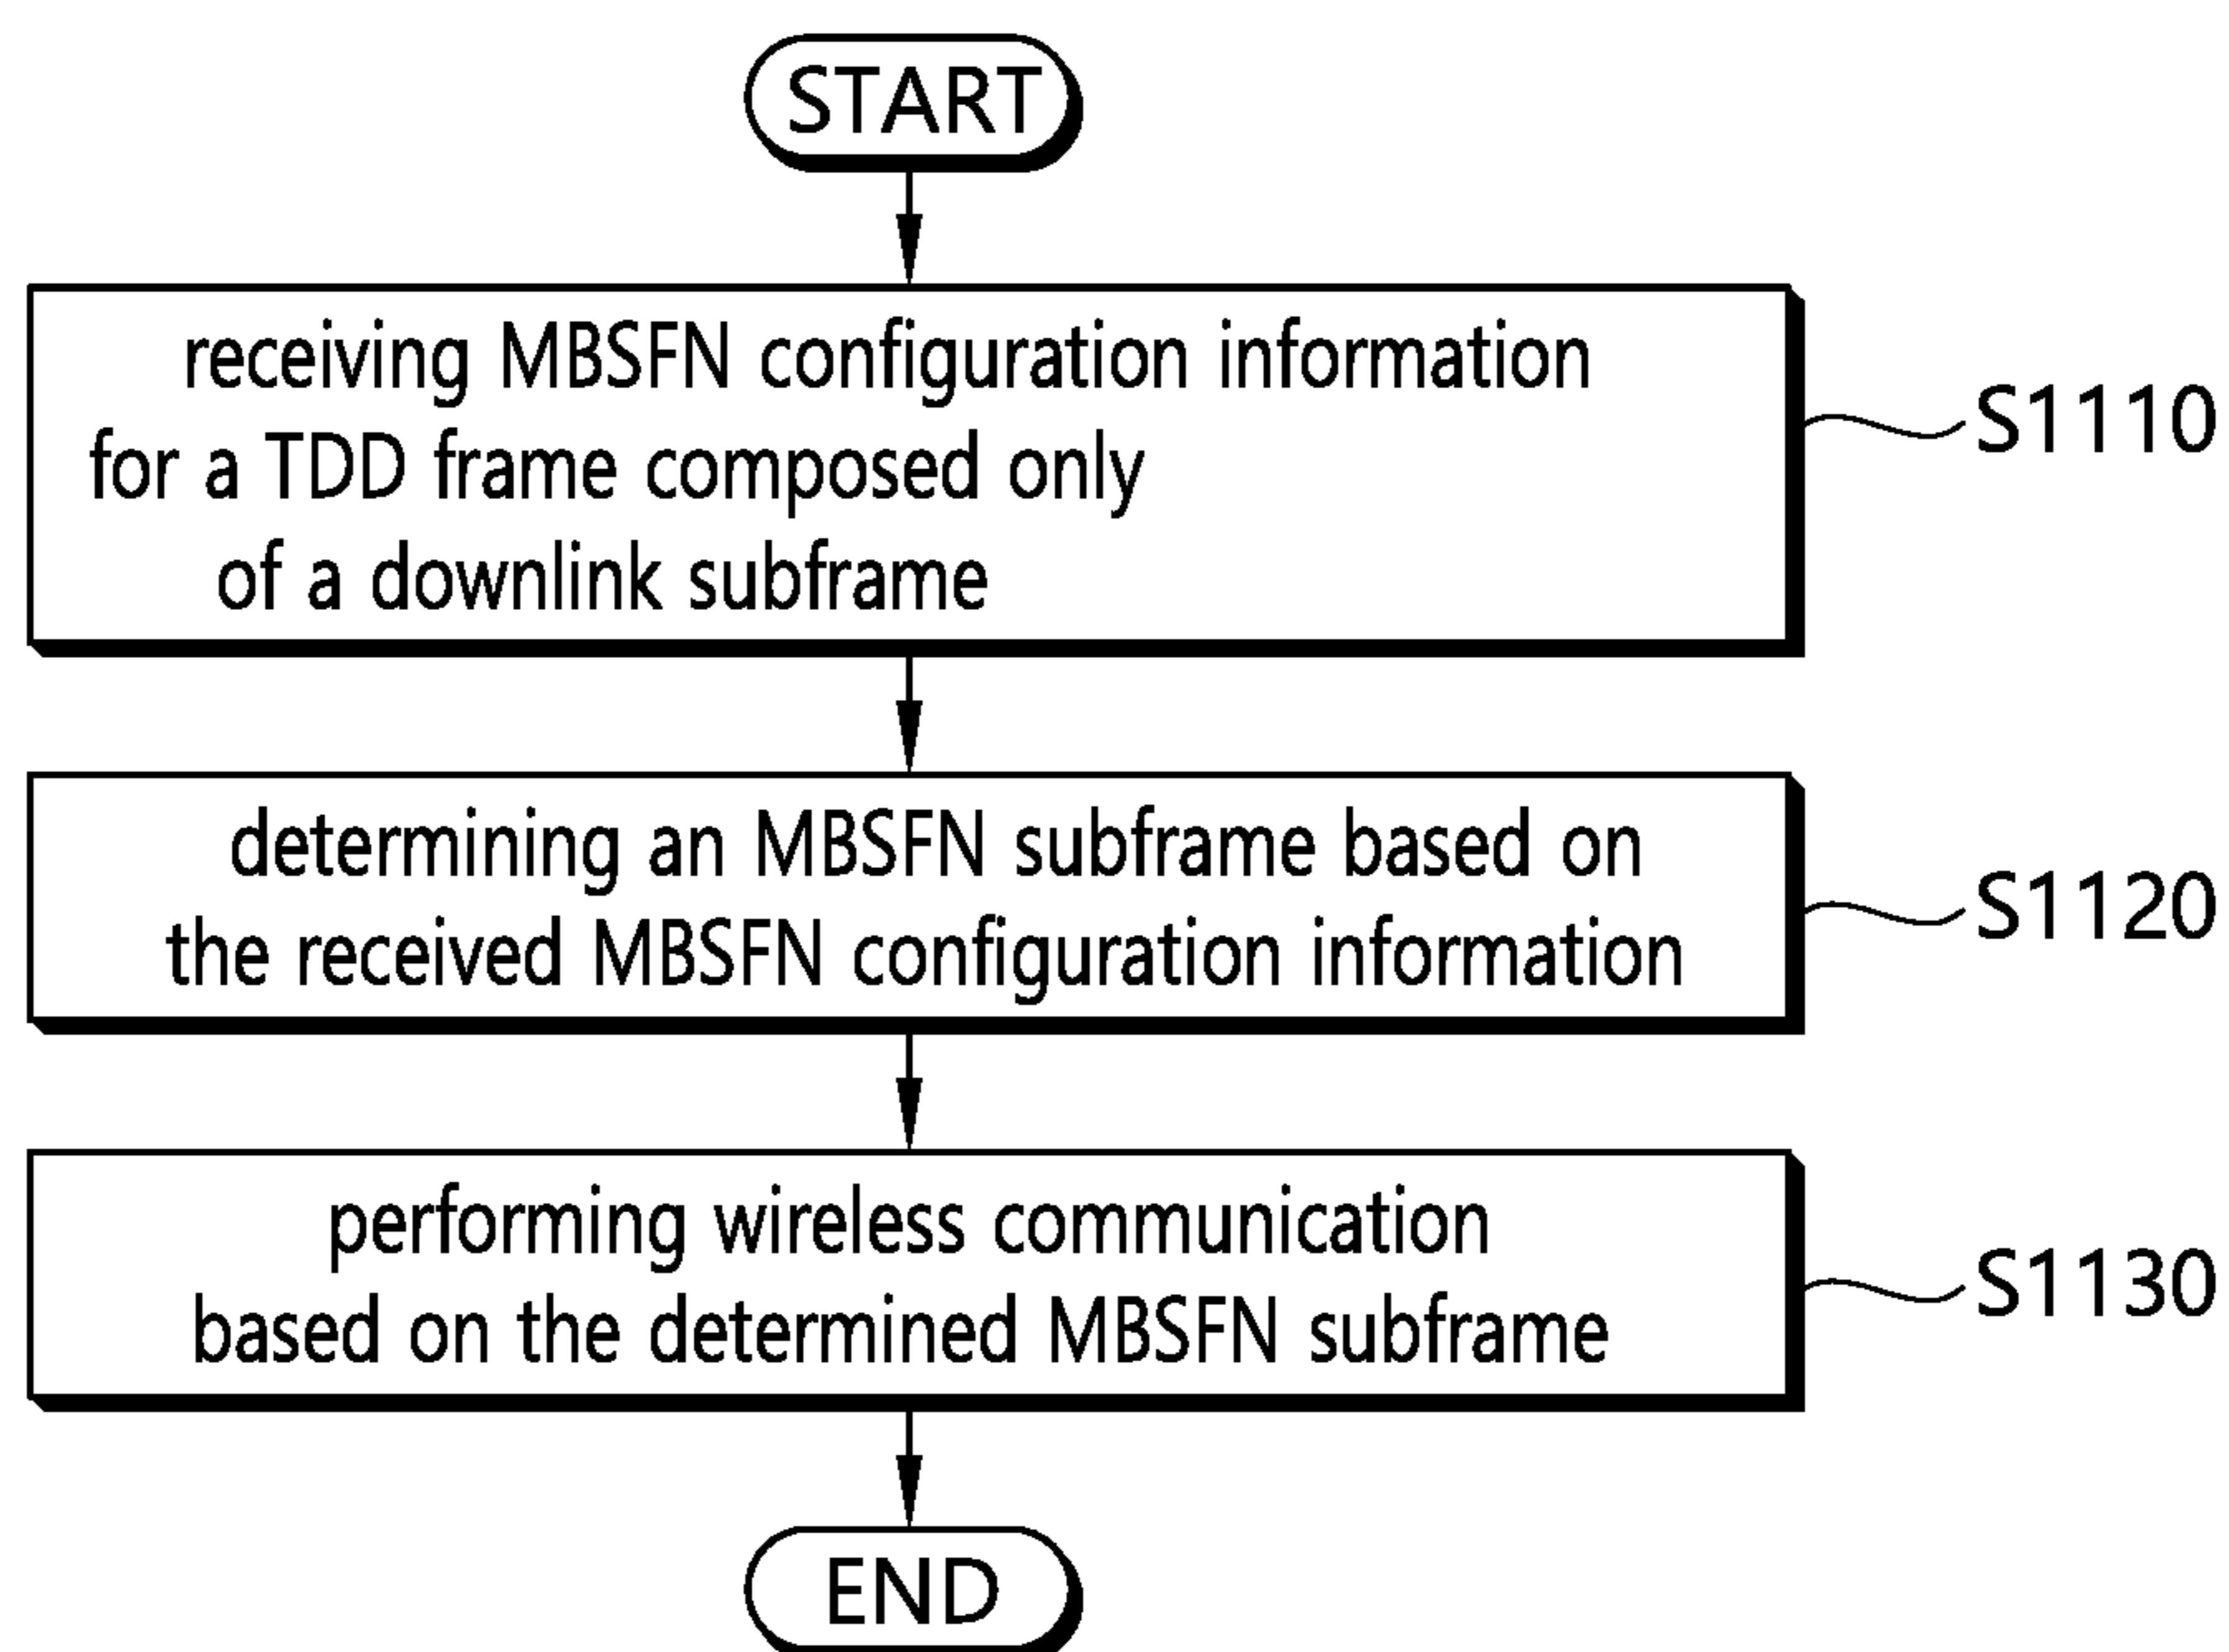 START
receiving MBSFN configuration information
for a TDD frame composed only
of a downlink subframe
S1110
determining an MBSFN subframe based on
the received MBSFN configuration information
S1120
performing wireless communication
based on the determined MBSFN subframe
S1130
END